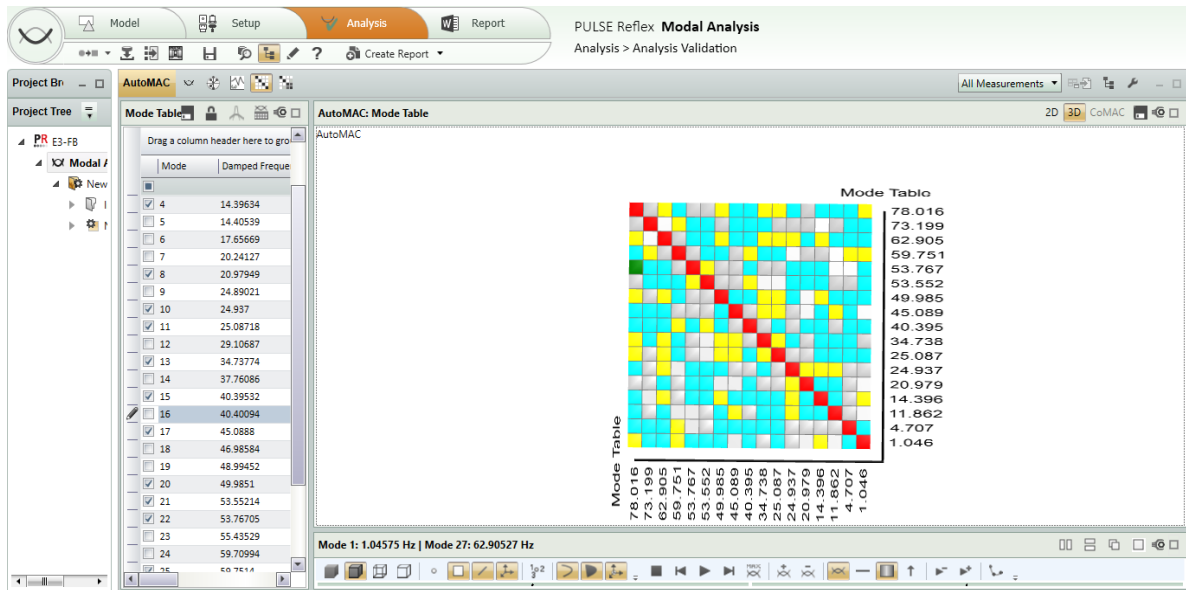 Model
Setup
Analysis
Report
PULSE Reflex Modal Analysis
Analysis > Analysis Validation
Create Report
Project Bro
AutoMAC
All Measurements
Project Tree
Mode Table
AutoMAC: Mode Table
2D 3D CoMAC
PR E3-FB
Modal A
New
Drag a column header here to gro
Mode Damped Freque
4 14.39634
5 14.40539
6 17.65669
7 20.24127
8 20.97949
9 24.89021
10 24.937
11 25.08718
12 29.10687
13 34.73774
14 37.76086
15 40.39532
16 40.40094
17 45.0888
18 46.98584
19 48.99452
20 49.9851
21 53.55214
22 53.76705
23 55.43529
24 59.70994
25 59.7514
AutoMAC
Mode Table
78.016
73.199
62.905
59.751
53.767
53.552
49.985
45.089
40.395
34.738
25.087
24.937
20.979
14.396
11.862
4.707
1.046
Mode Table
78.016
73.199
62.905
59.751
53.767
53.552
49.985
45.089
40.395
34.738
25.087
24.937
20.979
14.396
11.862
4.707
1.046
Mode 1: 1.04575 Hz | Mode 27: 62.90527 Hz